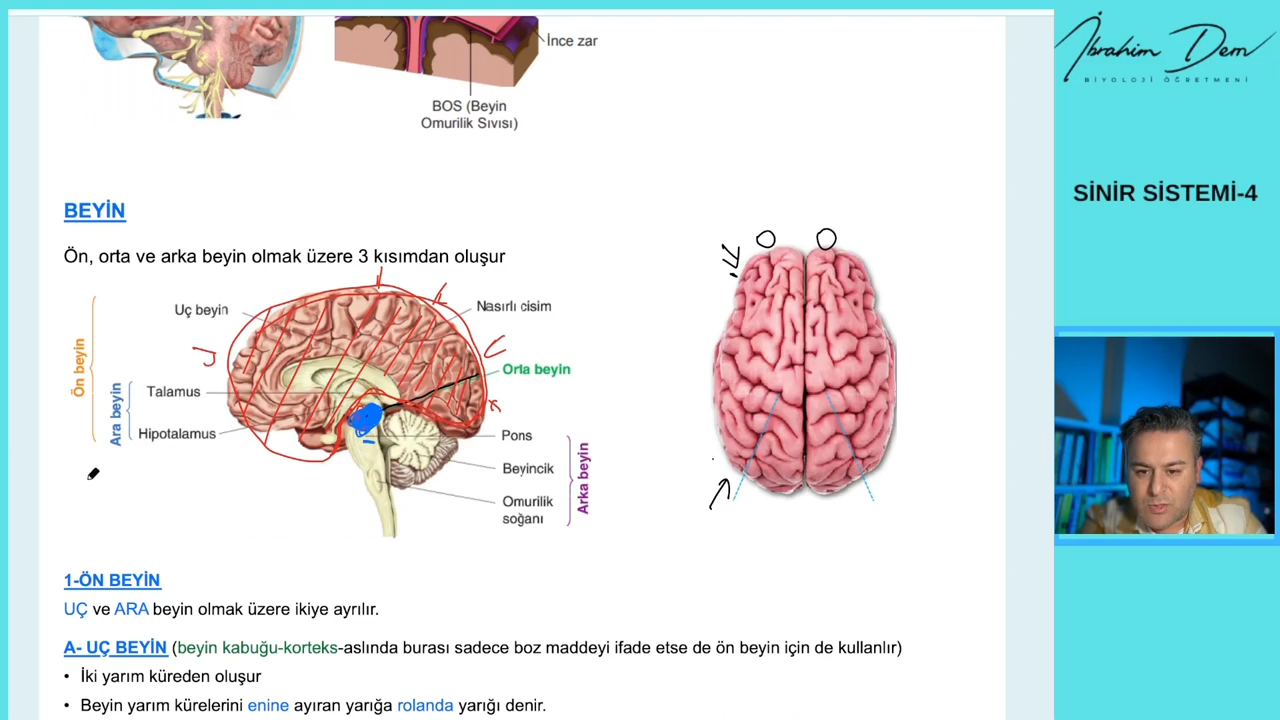 İnce zar
BOS (Beyin
Omurilik Sıvısı)
İbrahim Dem
BİYOLOJİ ÖĞRETMENİ
SİNİR SİSTEMİ-4
BEYİN
Ön, orta ve arka beyin olmak üzere 3 kısımdan oluşur
Uç beyin
Nasırlı cisim
Ön beyin
Orta beyin
Ara beyin
Talamus
Hipotalamus
Pons
Beyincik
Arka beyin
Omurilik
soğanı
1-ÖN BEYİN
UÇ ve ARA beyin olmak üzere ikiye ayrılır.
A- UÇ BEYİN (beyin kabuğu-korteks-aslında burası sadece boz maddeyi ifade etse de ön beyin için de kullanlır)
• İki yarım küreden oluşur
• Beyin yarım kürelerini enine ayıran yarığa rolanda yarığı denir.